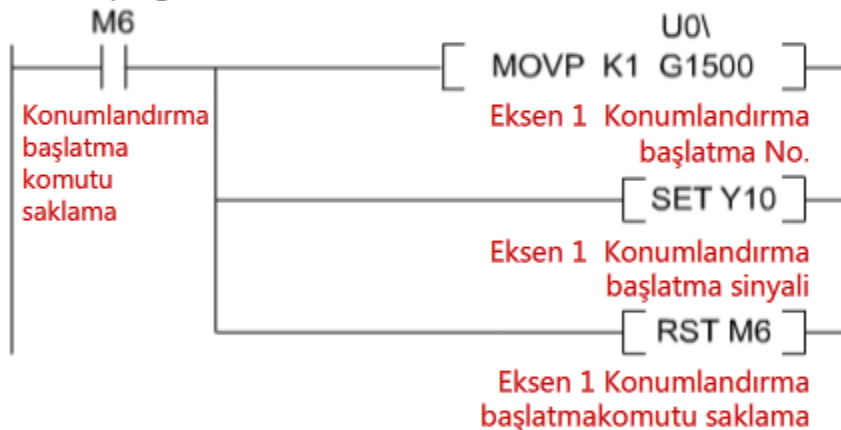 M6
U0\
MOVP K1 G1500
Konumlandırma
başlatma
komutu
saklama
Eksen 1 Konumlandırma
başlatma No.
SET Y10
Eksen 1 Konumlandırma
başlatma sinyali
RST M6
Eksen 1 Konumlandırma
başlatmakomutu saklama